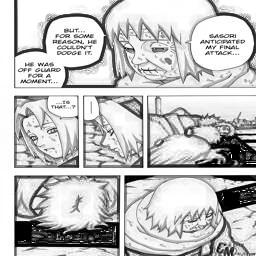 SASORI
ANTICIPATED
MY FINAL
ATTACK...
BUT...
FOR SOME
REASON, HE
COULDN'T
DODGE IT.
HE WAS
OFF GUARD
FOR A
MOMENT...
...IS
THAT...?